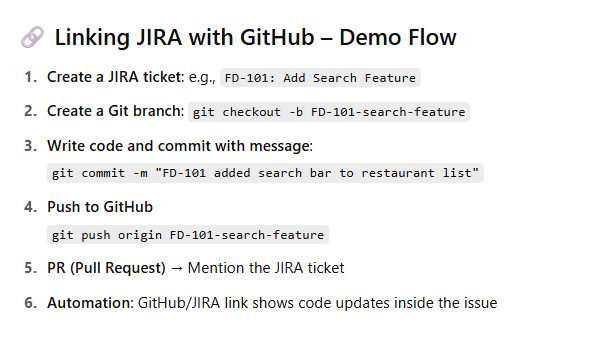 🔗 Linking JIRA with GitHub – Demo Flow
1. Create a JIRA ticket: e.g., FD-101: Add Search Feature
2. Create a Git branch: git checkout -b FD-101-search-feature
3. Write code and commit with message:
git commit -m "FD-101 added search bar to restaurant list"
4. Push to GitHub
git push origin FD-101-search-feature
5. PR (Pull Request) → Mention the JIRA ticket
6. Automation: GitHub/JIRA link shows code updates inside the issue